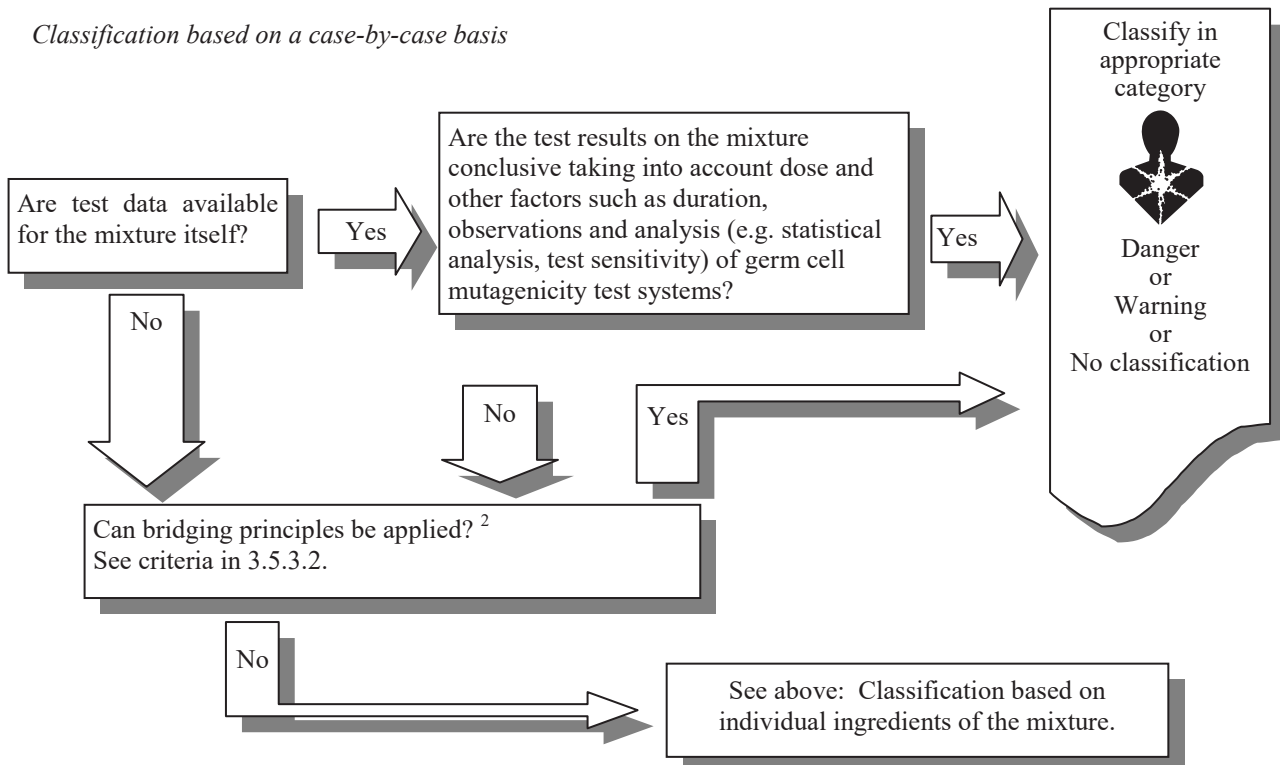 Classification based on a case-by-case basis
Are test data available
for the mixture itself?
Yes
Are the test results on the mixture
conclusive taking into account dose and
other factors such as duration,
observations and analysis (e.g. statistical
analysis, test sensitivity) of germ cell
mutagenicity test systems?
Yes
Classify in
appropriate
category
Danger
or
Warning
or
No classification
No
No
Yes
Can bridging principles be applied? 2
See criteria in 3.5.3.2.
No
See above: Classification based on
individual ingredients of the mixture.